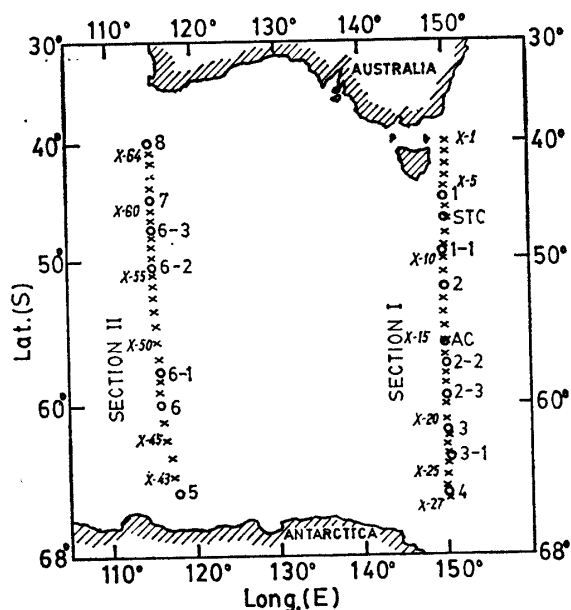 110° 120° 130° 140° 150°
30° 30°
AUSTRALIA
40° 8 X-1 40°
X-64
X-5
7 1
X-60 STC
6-3
X-10 1-1
50° 6-2 50°
X-55 2
SECTION II SECTION I
X-50 X-15 AC
2-2
6-1
2-3
60° 6 60°
X-20 3
X-45
3-1
X-43 X-25
5 4
X-27
ANTARCTICA
68° 68°
110° 120° 130° 140° 150°
Long.(E)
Lat.(S)